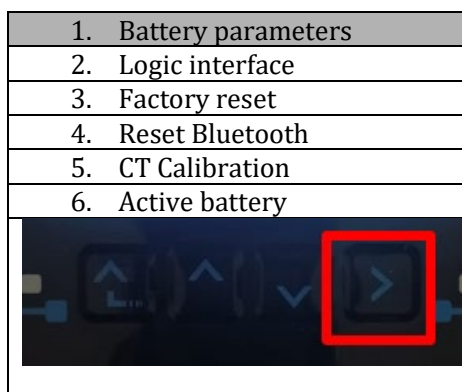 1. Battery parameters
2. Logic interface
3. Factory reset
4. Reset Bluetooth
5. CT Calibration
6. Active battery